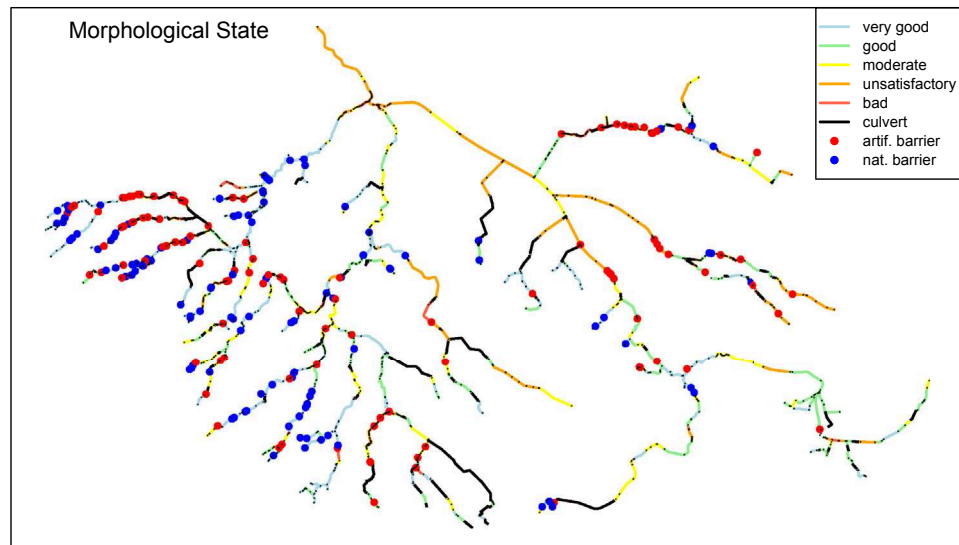 Morphological State
very good
good
moderate
unsatisfactory
bad
culvert
artif. barrier
nat. barrier